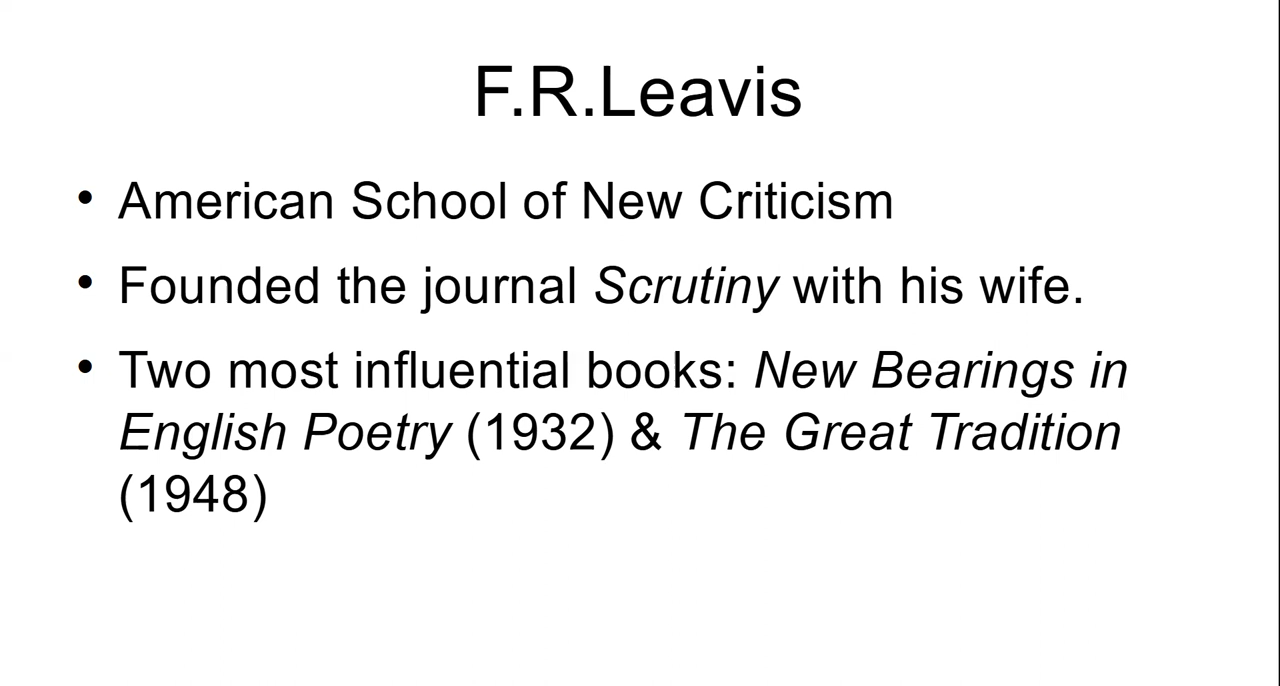 F.R.Leavis
• American School of New Criticism
• Founded the journal Scrutiny with his wife.
• Two most influential books: New Bearings in
English Poetry (1932) & The Great Tradition
(1948)